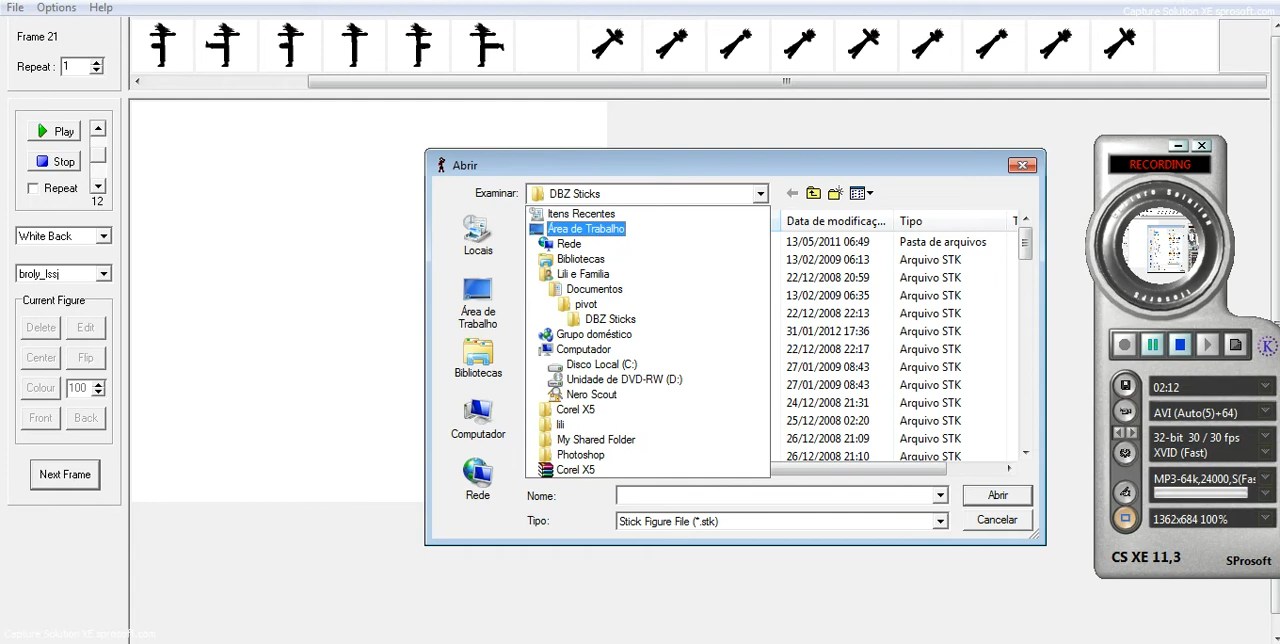 File Options Help
Capture Solution XE sprosoft.com
Frame 21
Repeat : 1
Play
Stop
Repeat
12
White Back
broly_lssj
Current Figure
Delete Edit
Center Flip
Colour 100
Front Back
Next Frame
Abrir
Examinar: DBZ Sticks
Locais
Área de Trabalho
Bibliotecas
Computador
Rede
Itens Recentes
Área de Trabalho
Rede
Bibliotecas
Lili e Familia
Documentos
pivot
DBZ Sticks
Grupo doméstico
Computador
Disco Local (C:)
Unidade de DVD-RW (D:)
Nero Scout
Corel X5
lili
My Shared Folder
Photoshop
Corel X5
Data de modificaç... Tipo T
13/05/2011 06:49 Pasta de arquivos
13/02/2009 06:13 Arquivo STK
22/12/2008 20:59 Arquivo STK
13/02/2009 06:35 Arquivo STK
22/12/2008 22:13 Arquivo STK
31/01/2012 17:36 Arquivo STK
22/12/2008 22:17 Arquivo STK
27/01/2009 08:43 Arquivo STK
27/01/2009 08:43 Arquivo STK
24/12/2008 21:31 Arquivo STK
25/12/2008 02:20 Arquivo STK
26/12/2008 21:09 Arquivo STK
26/12/2008 21:10 Arquivo STK
Nome: Abrir
Tipo: Stick Figure File (*.stk) Cancelar
RECORDING
Capture Solution
SProsoft
K
02:12
AVI (Auto(5)+64)
32-bit 30 / 30 fps
XVID (Fast)
MP3-64k,24000,S(Fas
1362x684 100%
CS XE 11,3 SProsoft
Capture Solution XE sprosoft.com